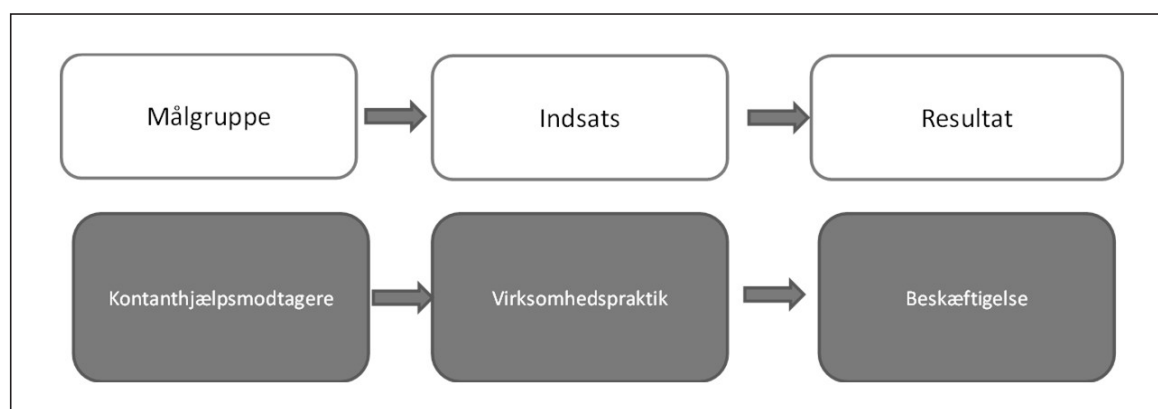 Målgruppe
Indsats
Resultat
Kontanthjælpsmodtagere
Virksomhedspraktik
Beskæftigelse